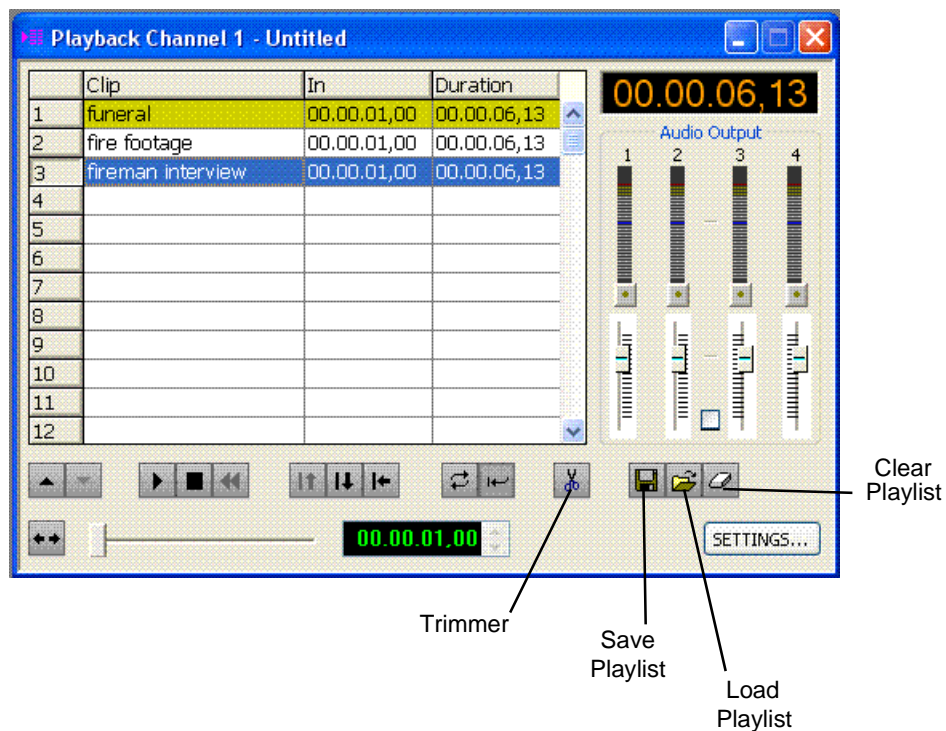 Playback Channel 1 - Untitled
Clip In Duration
1 funeral 00.00.01,00 00.00.06,13
2 fire footage 00.00.01,00 00.00.06,13
3 fireman interview 00.00.01,00 00.00.06,13
4
5
6
7
8
9
10
11
12
00.00.06,13
Audio Output
1 2 3 4
00.00.01,00
SETTINGS...
Clear
Playlist
Trimmer
Save
Playlist
Load
Playlist